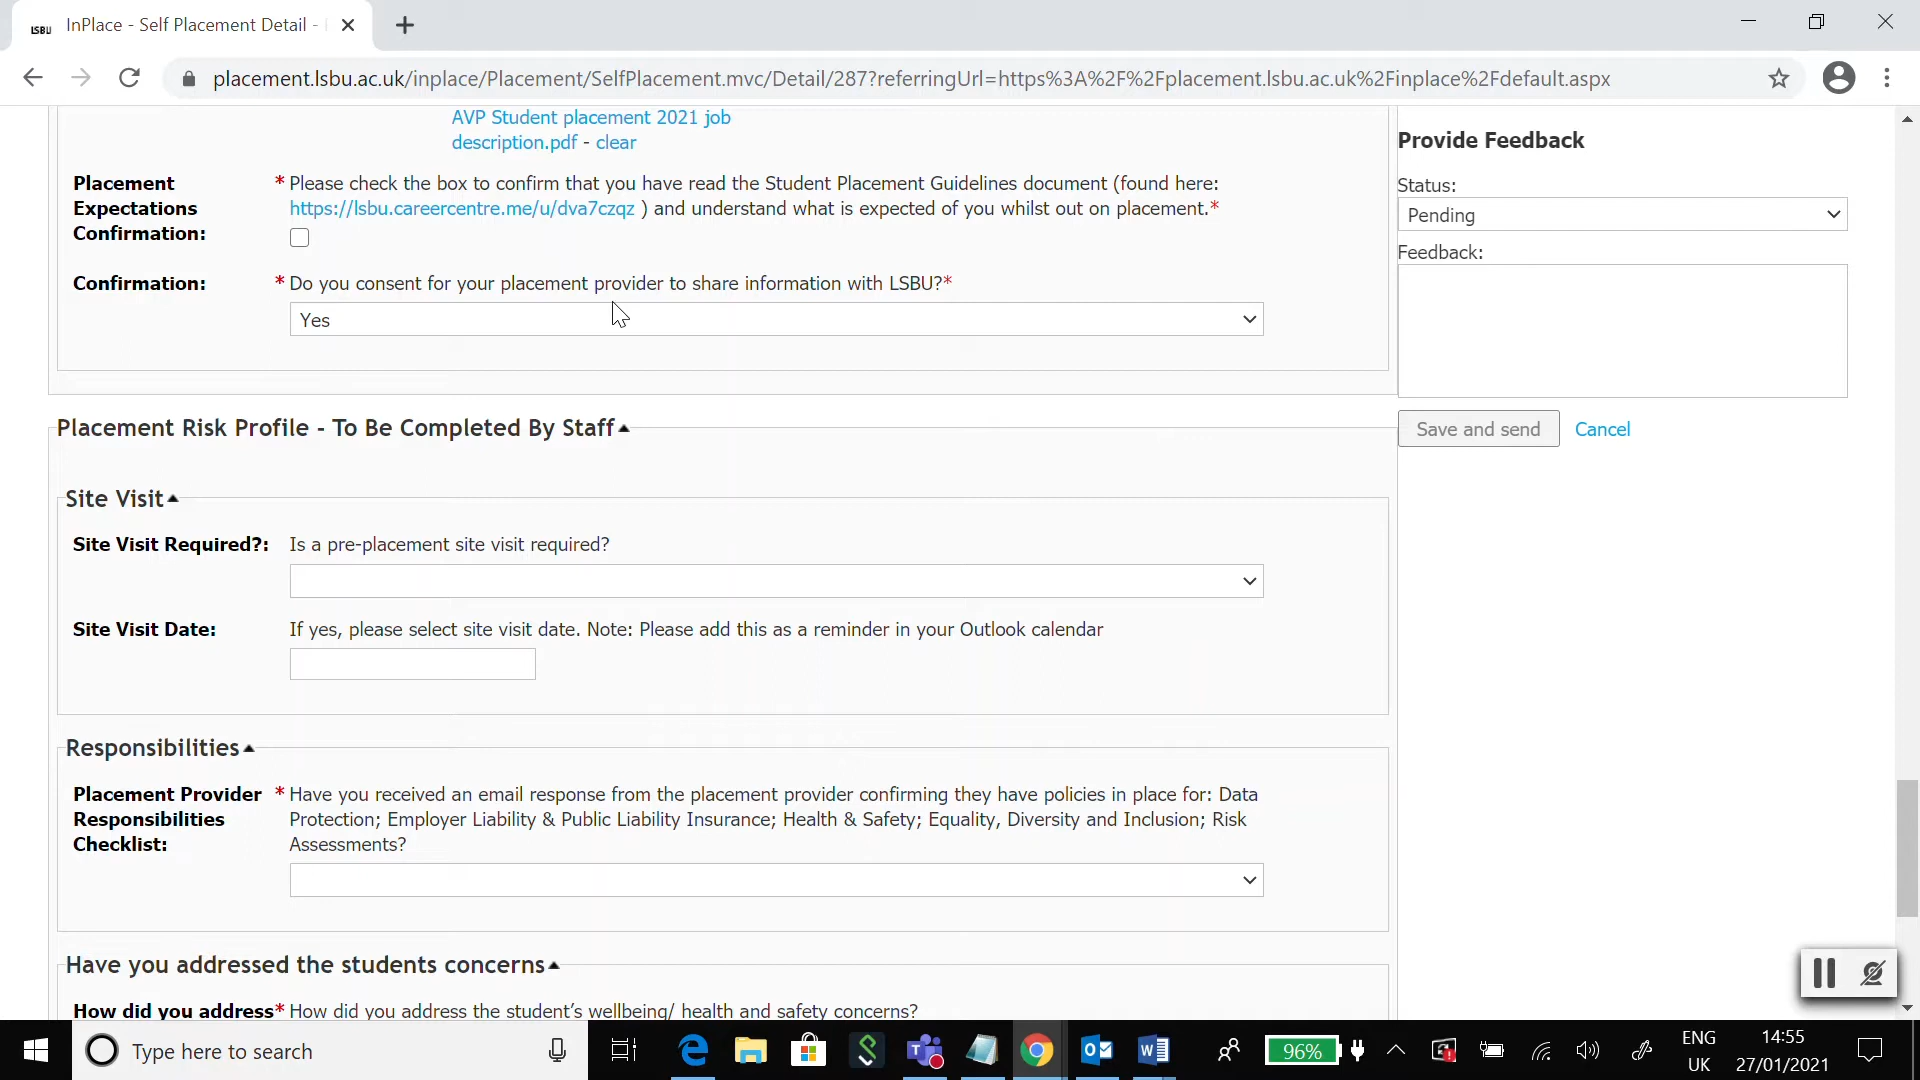 LSBU InPlace - Self Placement Detail -
placement.lsbu.ac.uk/inplace/Placement/SelfPlacement.mvc/Detail/287?referringUrl=https%3A%2F%2Fplacement.lsbu.ac.uk%2Finplace%2Fdefault.aspx
AVP Student placement 2021 job
description.pdf - clear
Placement
Expectations
Confirmation:
* Please check the box to confirm that you have read the Student Placement Guidelines document (found here:
https://lsbu.careercentre.me/u/dva7czqz ) and understand what is expected of you whilst out on placement.*
Confirmation:
* Do you consent for your placement provider to share information with LSBU?*
Yes
Placement Risk Profile - To Be Completed By Staff
Site Visit
Site Visit Required?: Is a pre-placement site visit required?
Site Visit Date: If yes, please select site visit date. Note: Please add this as a reminder in your Outlook calendar
Responsibilities
Placement Provider
Responsibilities
Checklist:
* Have you received an email response from the placement provider confirming they have policies in place for: Data
Protection; Employer Liability & Public Liability Insurance; Health & Safety; Equality, Diversity and Inclusion; Risk
Assessments?
Have you addressed the students concerns
How did you address* How did you address the student's wellbeing/ health and safety concerns?
Provide Feedback
Status:
Pending
Feedback:
Save and send Cancel
Type here to search
96%
ENG
UK
14:55
27/01/2021